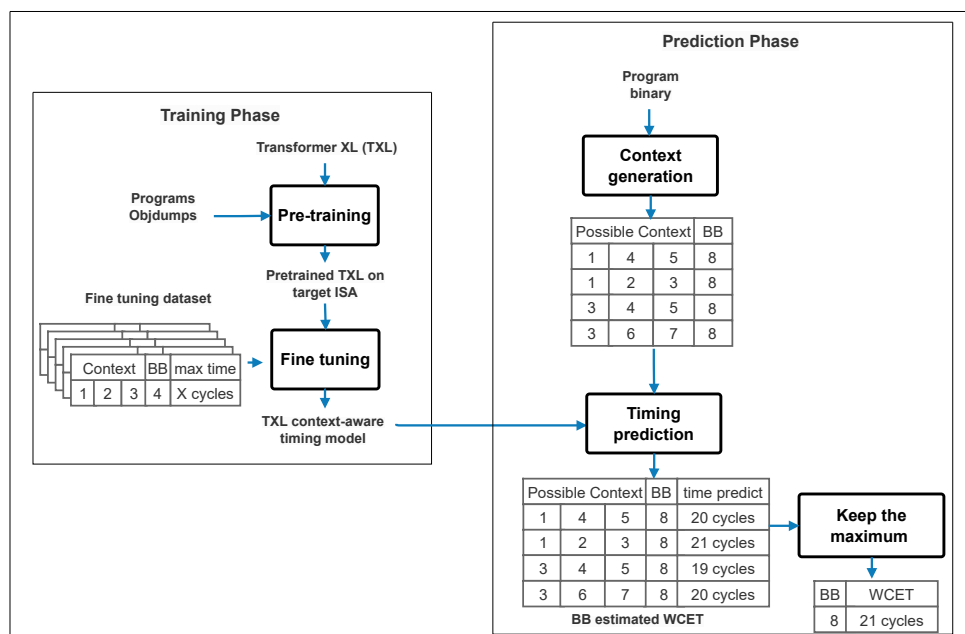 Training Phase
Transformer XL (TXL)
Programs
Objdumps
Pre-training
Pretrained TXL on
target ISA
Fine tuning dataset
Context BB max time
1 2 3 4 X cycles
Fine tuning
TXL context-aware
timing model
Prediction Phase
Program
binary
Context
generation
Possible Context BB
1 4 5 8
1 2 3 8
3 4 5 8
3 6 7 8
Timing
prediction
Possible Context BB time predict
1 4 5 8 20 cycles
1 2 3 8 21 cycles
3 4 5 8 19 cycles
3 6 7 8 20 cycles
BB estimated WCET
Keep the
maximum
BB WCET
8 21 cycles